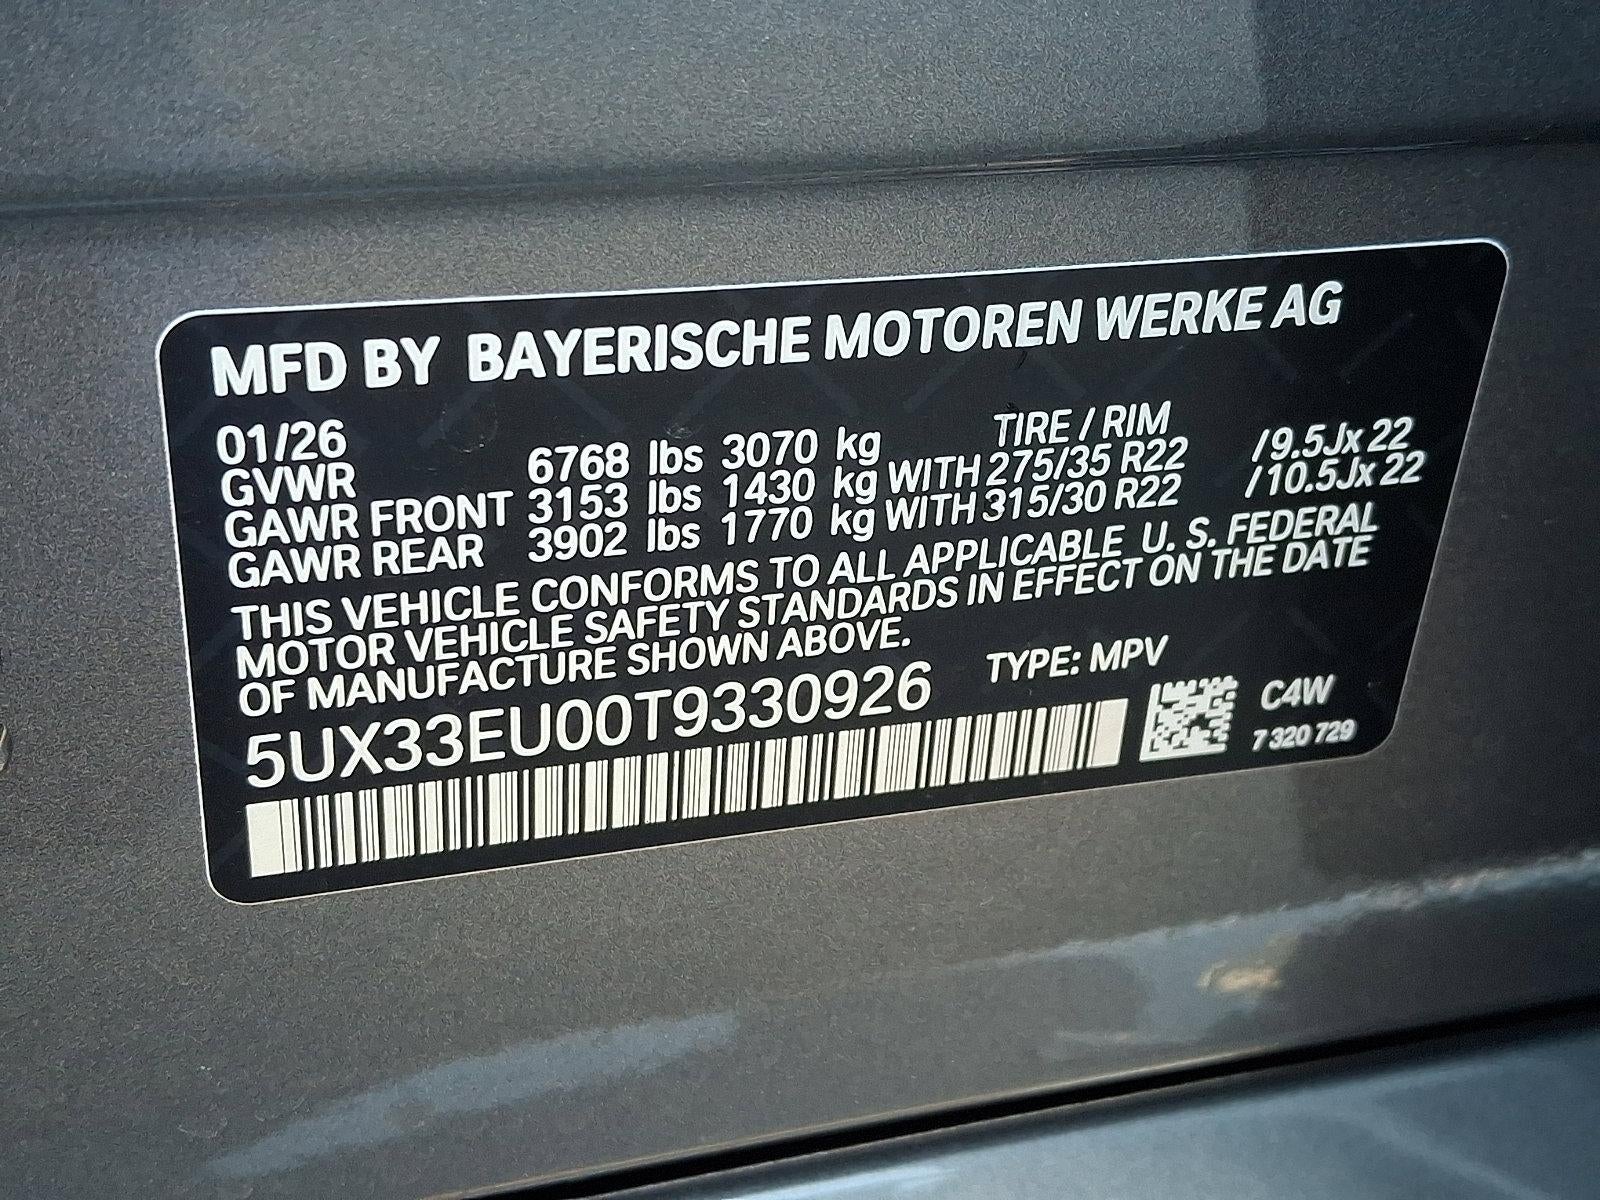 MFD BY BAYERISCHE MOTOREN WERKE AG
01/26 TIRE / RIM
GVWR 6768 lbs 3070 kg
GAWR FRONT 3153 lbs 1430 kg WITH 275/35 R22 /9.5Jx 22
GAWR REAR 3902 lbs 1770 kg WITH 315/30 R22 /10.5Jx 22
THIS VEHICLE CONFORMS TO ALL APPLICABLE U. S. FEDERAL
MOTOR VEHICLE SAFETY STANDARDS IN EFFECT ON THE DATE
OF MANUFACTURE SHOWN ABOVE.
TYPE: MPV
5UX33EU00T9330926
C4W
7 320 729